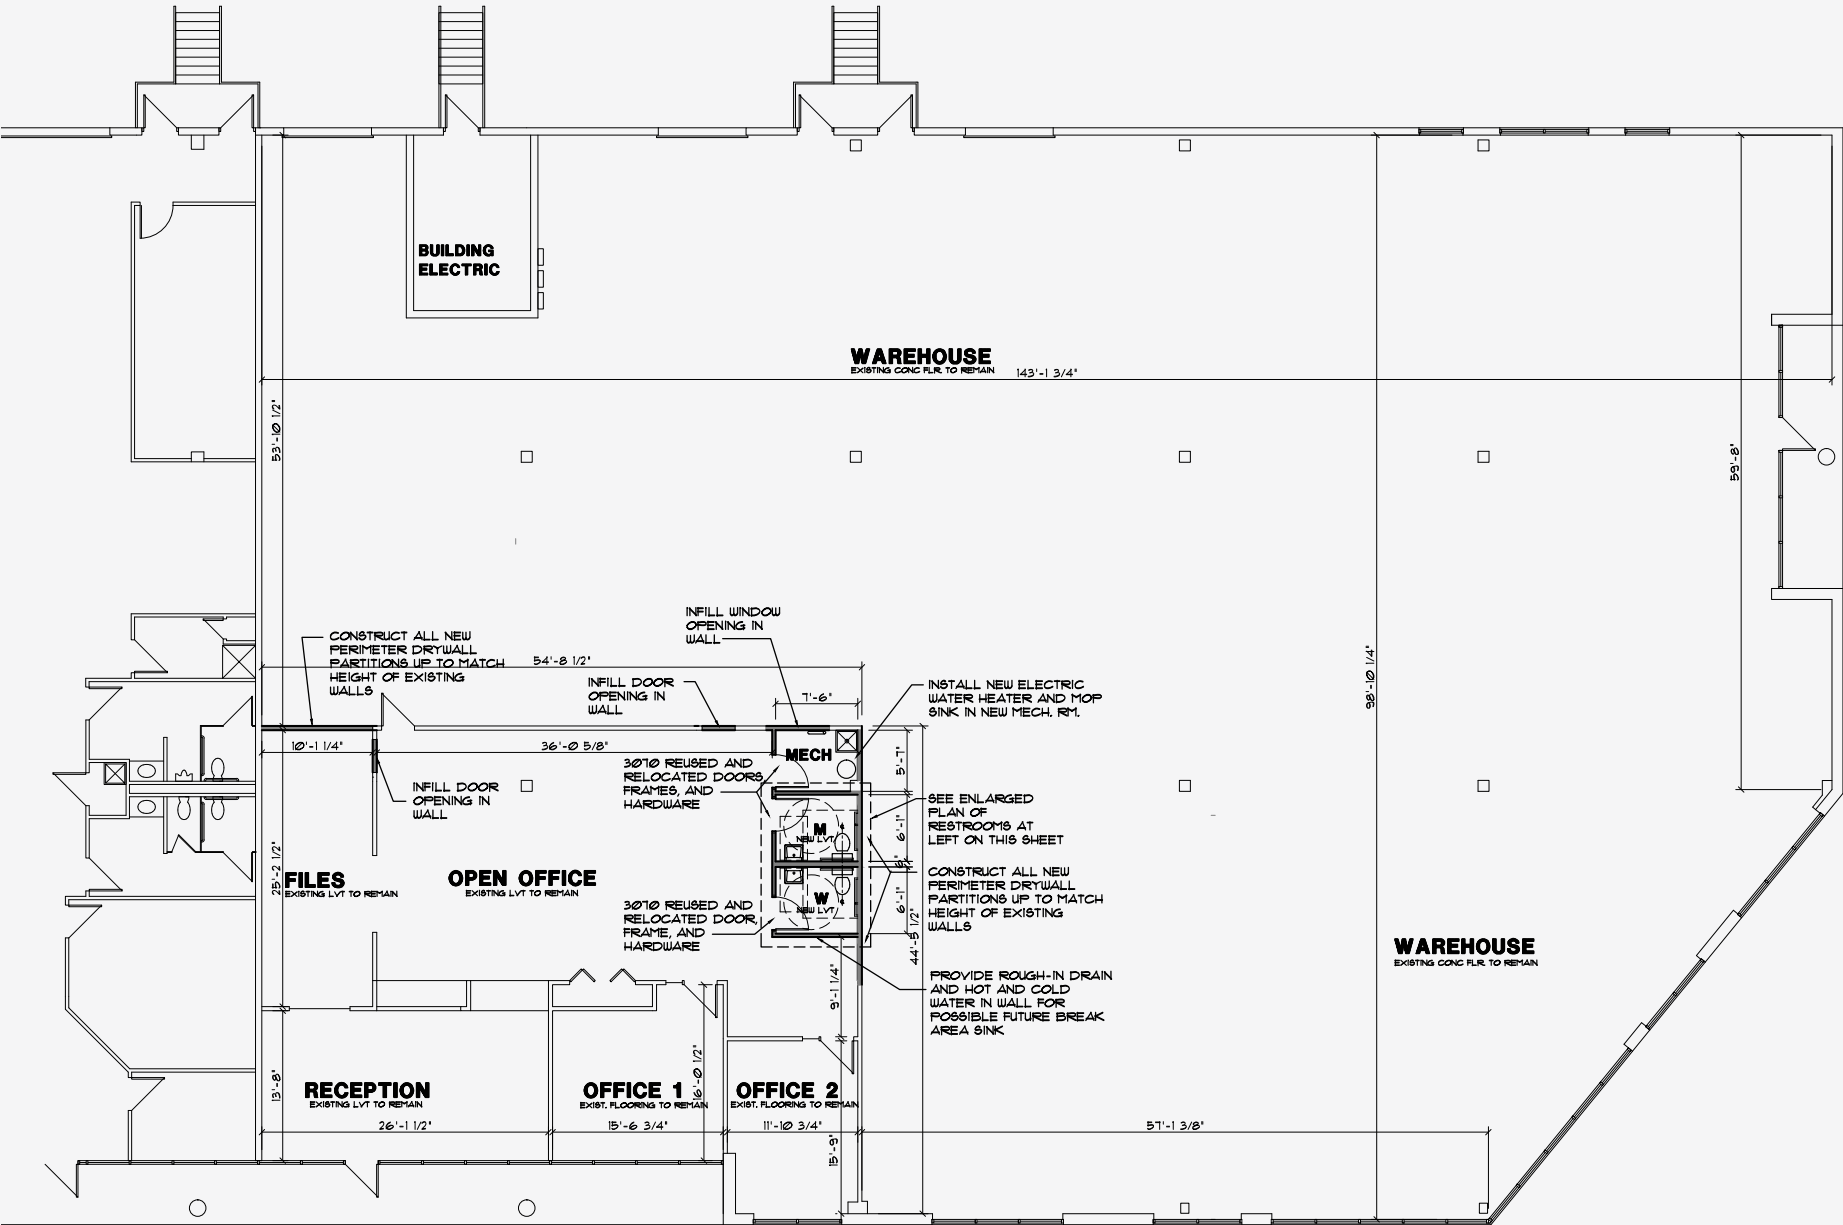 BUILDING
ELECTRIC
WAREHOUSE
EXISTING CONC FLR. TO REMAIN
143'-1 3/4"
53'-10 1/2"
59'-8"
98'-10 1/4"
INFILL WINDOW
OPENING IN
WALL
CONSTRUCT ALL NEW
PERIMETER DRYWALL
PARTITIONS UP TO MATCH
HEIGHT OF EXISTING
WALLS
54'-8 1/2"
INFILL DOOR
OPENING IN
WALL
7'-6"
INSTALL NEW ELECTRIC
WATER HEATER AND MOP
SINK IN NEW MECH. RM.
10'-1 1/4"
36'-0 5/8"
MECH
5'-7"
3070 REUSED AND
RELOCATED DOORS,
FRAMES, AND
HARDWARE
INFILL DOOR
OPENING IN
WALL
SEE ENLARGED
PLAN OF
RESTROOMS AT
LEFT ON THIS SHEET
M
NEW LVT
6'-1"
6"
25'-2 1/2"
FILES
EXISTING LVT TO REMAIN
OPEN OFFICE
EXISTING LVT TO REMAIN
CONSTRUCT ALL NEW
PERIMETER DRYWALL
PARTITIONS UP TO MATCH
HEIGHT OF EXISTING
WALLS
W
NEW LVT
6'-1"
44'-5 1/2"
3070 REUSED AND
RELOCATED DOOR,
FRAME, AND
HARDWARE
WAREHOUSE
EXISTING CONC FLR. TO REMAIN
9'-1 1/4"
PROVIDE ROUGH-IN DRAIN
AND HOT AND COLD
WATER IN WALL FOR
POSSIBLE FUTURE BREAK
AREA SINK
13'-8"
16'-0 1/2"
RECEPTION
EXISTING LVT TO REMAIN
OFFICE 1
EXIST. FLOORING TO REMAIN
OFFICE 2
EXIST. FLOORING TO REMAIN
26'-1 1/2"
15'-6 3/4"
11'-10 3/4"
57'-1 3/8"
15'-9"